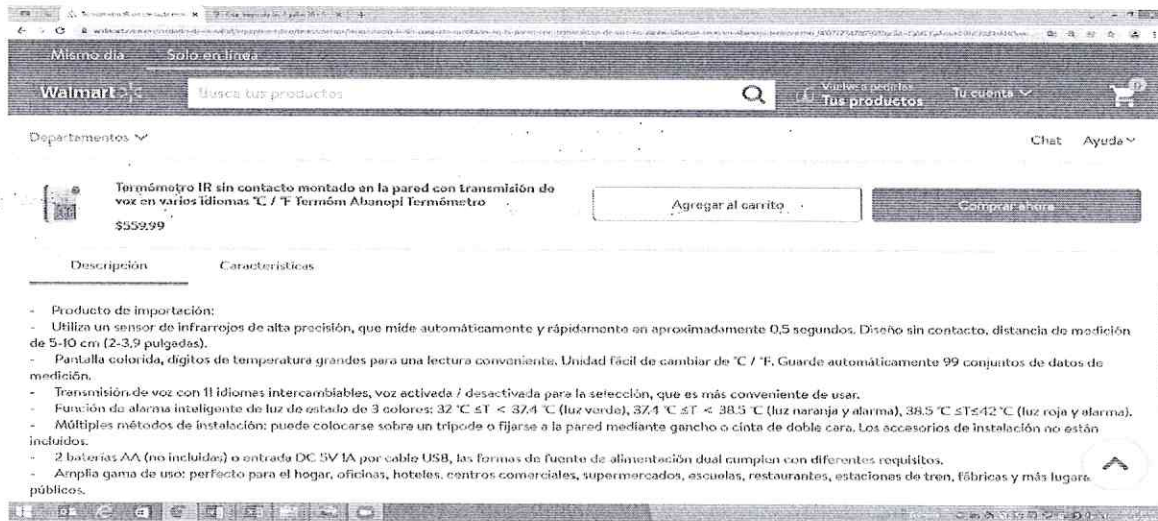 Mismo día Solo en línea
Walmart Busca tus productos Vuelve a pedirlos
Tus productos Tu cuenta 0
Departamentos Chat Ayuda
Termómetro IR sin contacto montado en la pared con transmisión de
voz en varios idiomas °C / °F Termóm Abanopi Termómetro
$559.99
Agregar al carrito Comprar ahora
Descripción Características
- Producto de importación:
- Utiliza un sensor de infrarrojos de alta precisión, que mide automáticamente y rápidamente en aproximadamente 0,5 segundos. Diseño sin contacto, distancia de medición
de 5-10 cm (2-3,9 pulgadas).
- Pantalla colorida, dígitos de temperatura grandes para una lectura conveniente. Unidad fácil de cambiar de °C / °F. Guarde automáticamente 99 conjuntos de datos de
medición.
- Transmisión de voz con 11 idiomas intercambiables, voz activada / desactivada para la selección, que es más conveniente de usar.
- Función de alarma inteligente de luz de estado de 3 colores: 32 °C ≤T < 37.4 °C (luz verde), 37.4 °C ≤T < 38.5 °C (luz naranja y alarma), 38.5 °C ≤T≤42 °C (luz roja y alarma).
- Múltiples métodos de instalación: puede colocarse sobre un trípode o fijarse a la pared mediante gancho o cinta de doble cara. Los accesorios de instalación no están
incluidos.
- 2 baterías AA (no incluidas) o entrada DC 5V 1A por cable USB, las formas de fuente de alimentación dual cumplen con diferentes requisitos.
- Amplia gama de uso: perfecto para el hogar, oficinas, hoteles, centros comerciales, supermercados, escuelas, restaurantes, estaciones de tren, fábricas y más lugares
públicos.